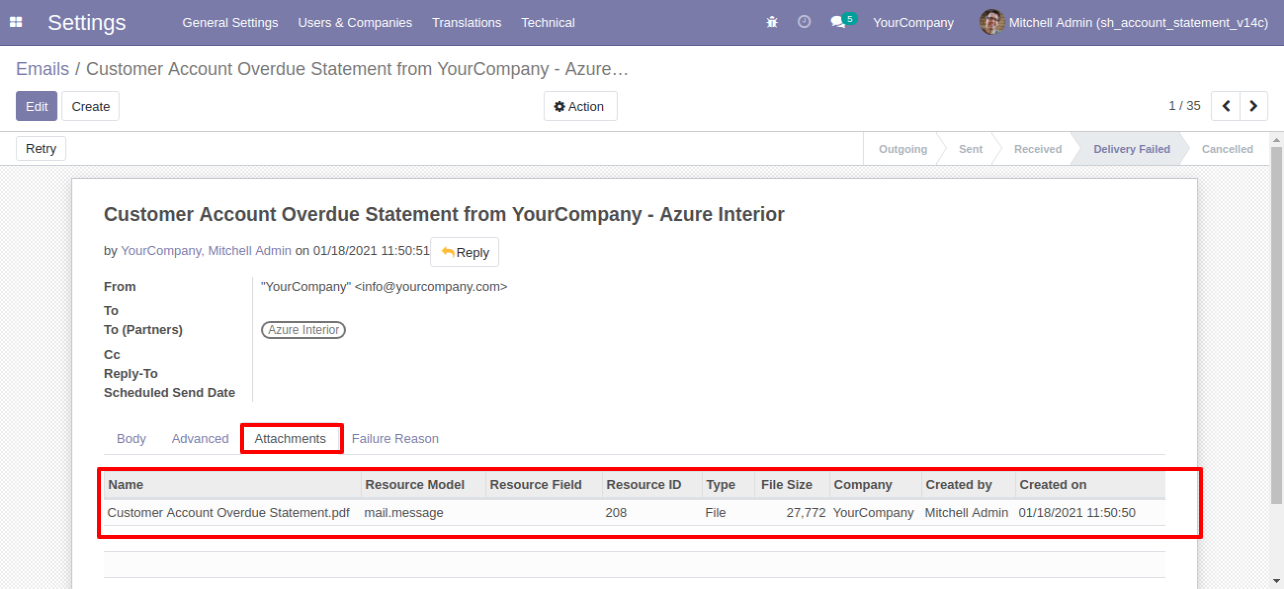 Settings General Settings Users & Companies Translations Technical 5 YourCompany Mitchell Admin (sh_account_statement_v14c)
Emails / Customer Account Overdue Statement from YourCompany - Azure…
Edit Create Action 1 / 35
Retry Outgoing Sent Received Delivery Failed Cancelled
Customer Account Overdue Statement from YourCompany - Azure Interior
by YourCompany, Mitchell Admin on 01/18/2021 11:50:51 Reply
From "YourCompany" <info@yourcompany.com>
To
To (Partners) Azure Interior
Cc
Reply-To
Scheduled Send Date
Body Advanced Attachments Failure Reason
Name Resource Model Resource Field Resource ID Type File Size Company Created by Created on
Customer Account Overdue Statement.pdf mail.message 208 File 27,772 YourCompany Mitchell Admin 01/18/2021 11:50:50